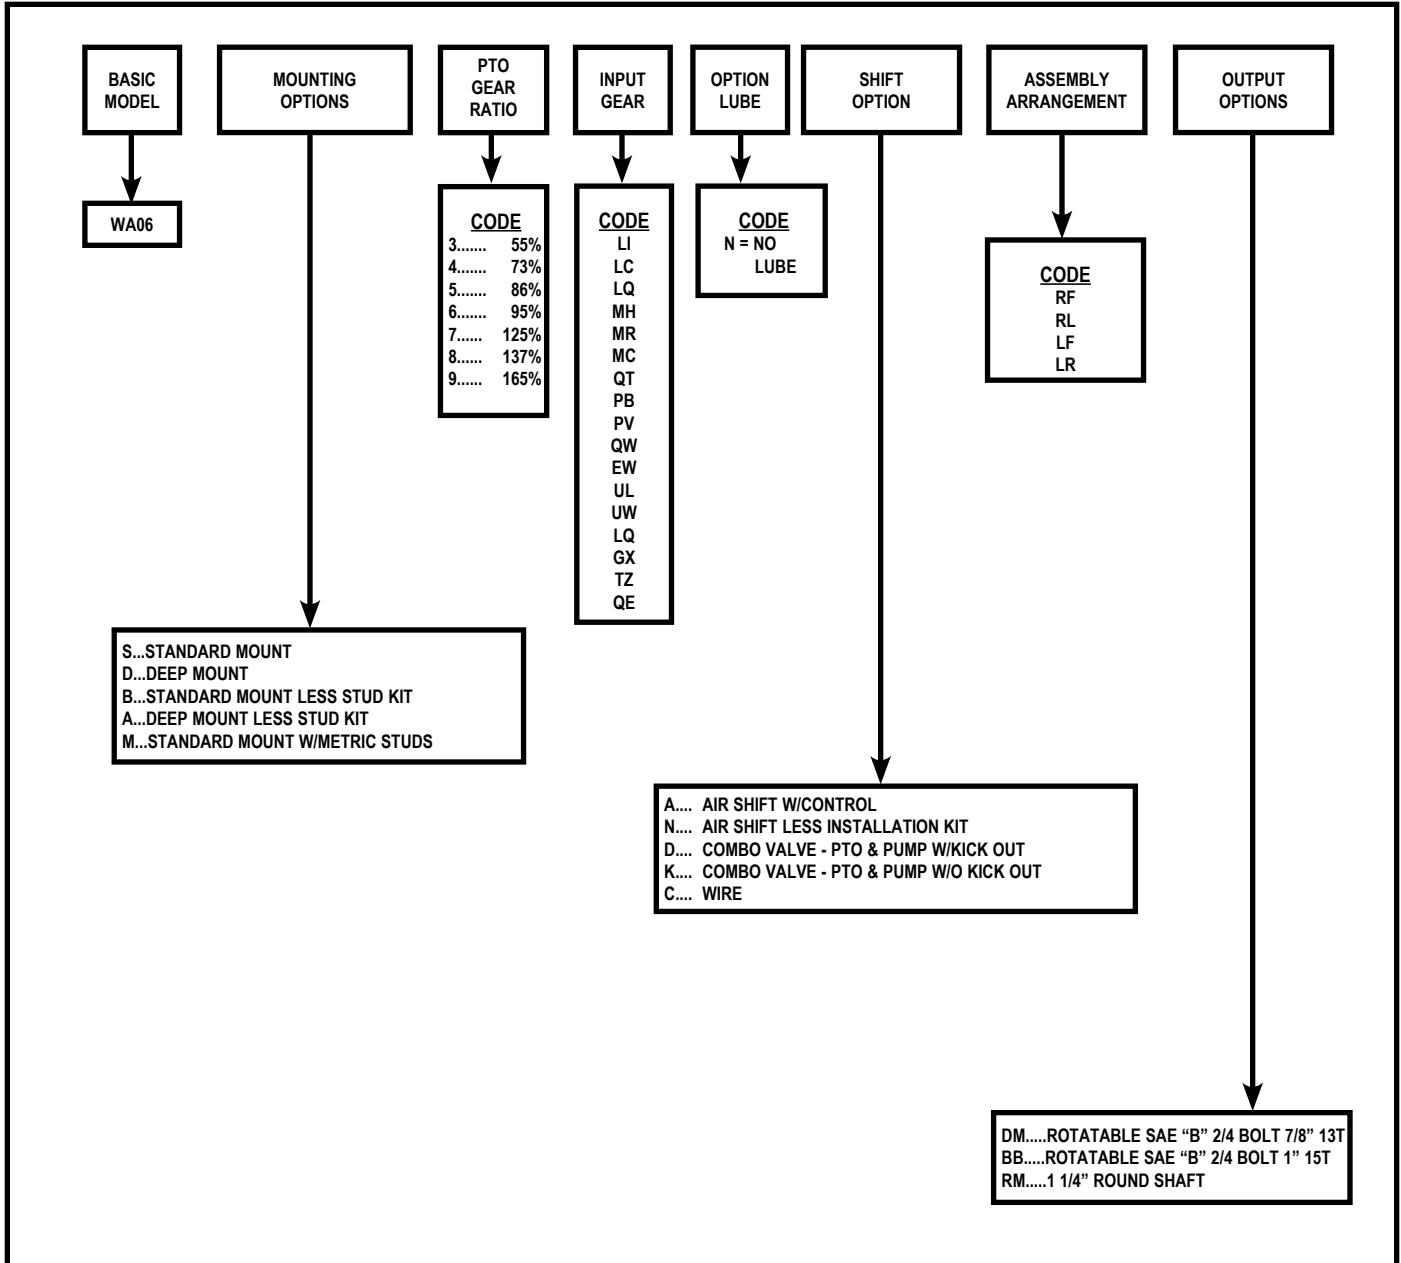 BASIC
MODEL
MOUNTING
OPTIONS
PTO
GEAR
RATIO
INPUT
GEAR
OPTION
LUBE
SHIFT
OPTION
ASSEMBLY
ARRANGEMENT
OUTPUT
OPTIONS
WA06
CODE
3....... 55%
4....... 73%
5....... 86%
6....... 95%
7...... 125%
8...... 137%
9...... 165%
CODE
LI
LC
LQ
MH
MR
MC
QT
PB
PV
QW
EW
UL
UW
LQ
GX
TZ
QE
CODE
N = NO
LUBE
CODE
RF
RL
LF
LR
S...STANDARD MOUNT
D...DEEP MOUNT
B...STANDARD MOUNT LESS STUD KIT
A...DEEP MOUNT LESS STUD KIT
M...STANDARD MOUNT W/METRIC STUDS
A.... AIR SHIFT W/CONTROL
N.... AIR SHIFT LESS INSTALLATION KIT
D.... COMBO VALVE - PTO & PUMP W/KICK OUT
K.... COMBO VALVE - PTO & PUMP W/O KICK OUT
C.... WIRE
DM.....ROTATABLE SAE “B” 2/4 BOLT 7/8” 13T
BB.....ROTATABLE SAE “B” 2/4 BOLT 1” 15T
RM.....1 1/4” ROUND SHAFT